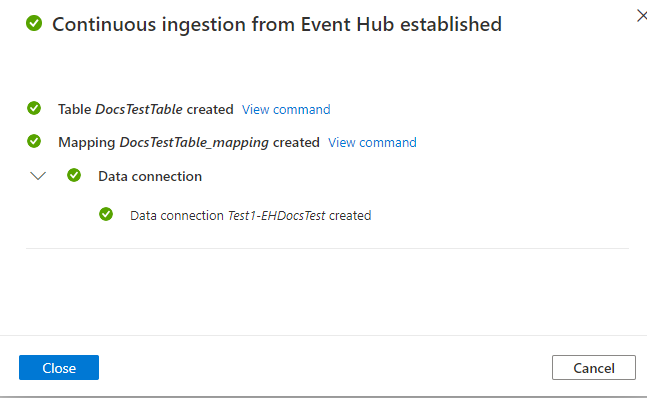 Continuous ingestion from Event Hub established
Table DocsTestTable created View command
Mapping DocsTestTable_mapping created View command
Data connection
Data connection Test1-EHDocsTest created
Close Cancel